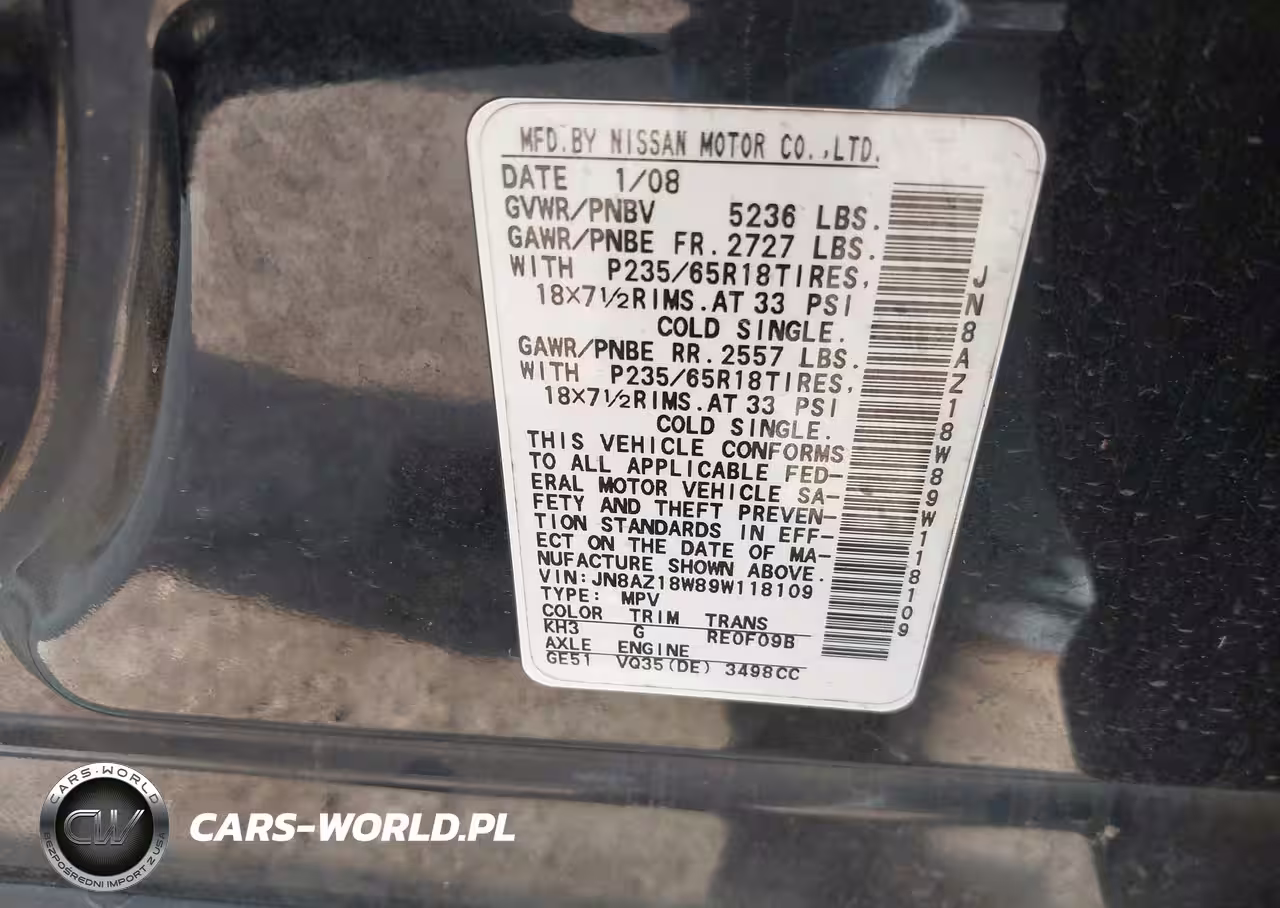 MFD.BY NISSAN MOTOR CO.,LTD.
DATE 1/08
GVWR/PNBV 5236 LBS.
GAWR/PNBE FR.2727 LBS.
WITH P235/65R18TIRES,
18×7½RIMS.AT 33 PSI
COLD SINGLE.
GAWR/PNBE RR.2557 LBS.
WITH P235/65R18TIRES,
18×7½RIMS.AT 33 PSI
COLD SINGLE.
THIS VEHICLE CONFORMS
TO ALL APPLICABLE FED-
ERAL MOTOR VEHICLE SA-
FETY AND THEFT PREVEN-
TION STANDARDS IN EFF-
ECT ON THE DATE OF MA-
NUFACTURE SHOWN ABOVE.
VIN:JN8AZ18W89W118109
TYPE: MPV
COLOR TRIM TRANS
KH3 G RE0F09B
AXLE ENGINE
GE51 VQ35(DE) 3498CC
JN8AZ18W89W118109
CARS-WORLD
CW
BEZPOŚREDNI IMPORT Z USA
CARS-WORLD.PL